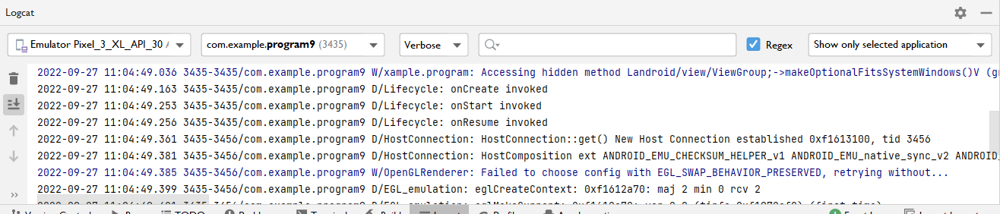 Logcat
Emulator Pixel_3_XL_API_30
com.example.program9 (3435)
Verbose
Regex
Show only selected application
2022-09-27 11:04:49.036 3435-3435/com.example.program9 W/xample.program: Accessing hidden method Landroid/view/ViewGroup;->makeOptionalFitsSystemWindows()V
2022-09-27 11:04:49.163 3435-3435/com.example.program9 D/Lifecycle: onCreate invoked
2022-09-27 11:04:49.253 3435-3435/com.example.program9 D/Lifecycle: onStart invoked
2022-09-27 11:04:49.256 3435-3435/com.example.program9 D/Lifecycle: onResume invoked
2022-09-27 11:04:49.361 3435-3456/com.example.program9 D/HostConnection: HostConnection::get() New Host Connection established 0xf1613100, tid 3456
2022-09-27 11:04:49.381 3435-3456/com.example.program9 D/HostConnection: HostComposition ext ANDROID_EMU_CHECKSUM_HELPER_v1 ANDROID_EMU_native_sync_v2 ANDROID_
2022-09-27 11:04:49.385 3435-3456/com.example.program9 W/OpenGLRenderer: Failed to choose config with EGL_SWAP_BEHAVIOR_PRESERVED, retrying without...
2022-09-27 11:04:49.399 3435-3456/com.example.program9 D/EGL_emulation: eglCreateContext: 0xf1612a70: maj 2 min 0 rcv 2